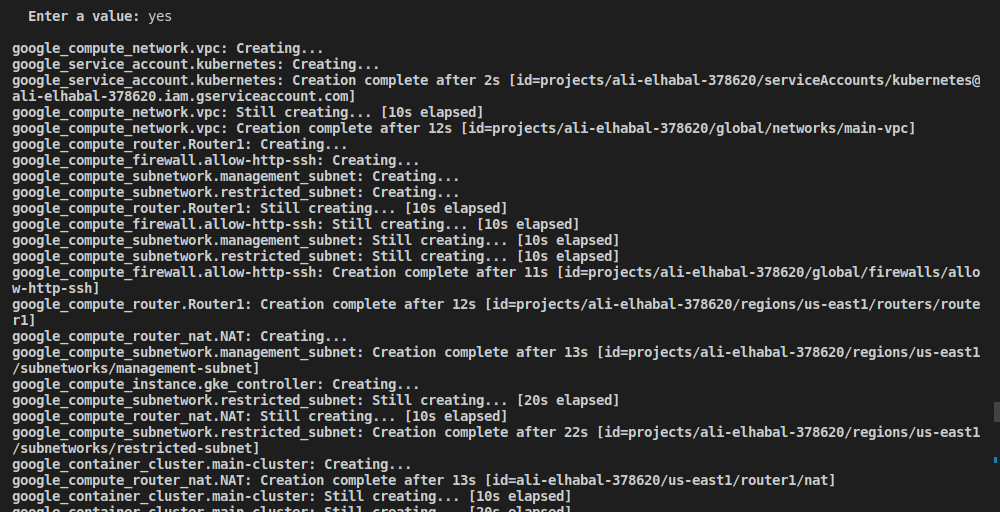 Enter a value: yes
google_compute_network.vpc: Creating...
google_service_account.kubernetes: Creating...
google_service_account.kubernetes: Creation complete after 2s [id=projects/ali-elhabal-378620/serviceAccounts/kubernetes@
ali-elhabal-378620.iam.gserviceaccount.com]
google_compute_network.vpc: Still creating... [10s elapsed]
google_compute_network.vpc: Creation complete after 12s [id=projects/ali-elhabal-378620/global/networks/main-vpc]
google_compute_router.Router1: Creating...
google_compute_firewall.allow-http-ssh: Creating...
google_compute_subnetwork.management_subnet: Creating...
google_compute_subnetwork.restricted_subnet: Creating...
google_compute_router.Router1: Still creating... [10s elapsed]
google_compute_firewall.allow-http-ssh: Still creating... [10s elapsed]
google_compute_subnetwork.management_subnet: Still creating... [10s elapsed]
google_compute_subnetwork.restricted_subnet: Still creating... [10s elapsed]
google_compute_firewall.allow-http-ssh: Creation complete after 11s [id=projects/ali-elhabal-378620/global/firewalls/allo
w-http-ssh]
google_compute_router.Router1: Creation complete after 12s [id=projects/ali-elhabal-378620/regions/us-east1/routers/route
r1]
google_compute_router_nat.NAT: Creating...
google_compute_subnetwork.management_subnet: Creation complete after 13s [id=projects/ali-elhabal-378620/regions/us-east1
/subnetworks/management-subnet]
google_compute_instance.gke_controller: Creating...
google_compute_subnetwork.restricted_subnet: Still creating... [20s elapsed]
google_compute_router_nat.NAT: Still creating... [10s elapsed]
google_compute_subnetwork.restricted_subnet: Creation complete after 22s [id=projects/ali-elhabal-378620/regions/us-east1
/subnetworks/restricted-subnet]
google_container_cluster.main-cluster: Creating...
google_compute_router_nat.NAT: Creation complete after 13s [id=ali-elhabal-378620/us-east1/router1/nat]
google_container_cluster.main-cluster: Still creating... [10s elapsed]
google_container_cluster.main-cluster: Still creating... [20s elapsed]